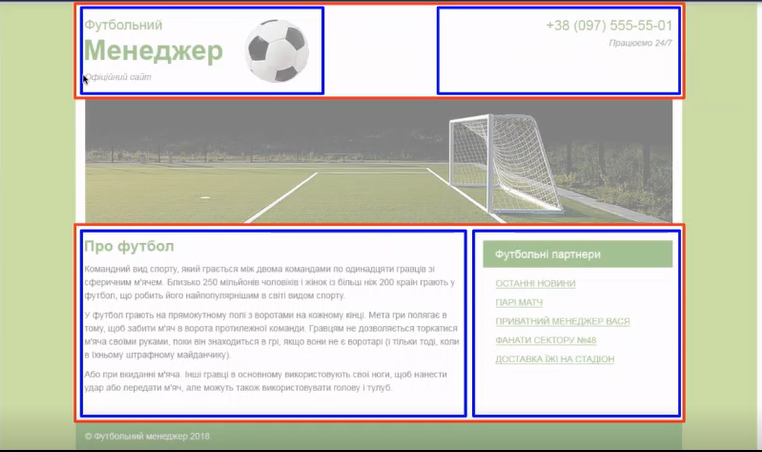 Футбольний
Менеджер
Офіційний сайт
+38 (097) 555-55-01
Працюємо 24/7
Про футбол
Командний вид спорту, який грається між двома командами по одинадцяти гравців зі
сферичним м'ячем. Близько 250 мільйонів чоловіків і жінок із більш ніж 200 країн грають у
футбол, що робить його найпопулярнішим в світі видом спорту.
У футбол грають на прямокутному полі з воротами на кожному кінці. Мета гри полягає в
тому, щоб забити м'яч в ворота протилежної команди. Гравцям не дозволяється торкатися
м'яча своїми руками, поки він знаходиться в грі, якщо вони не є воротарі (і тільки тоді, коли
в їхньому штрафному майданчику).
Або при вкиданні м'яча. Інші гравці в основному використовують свої ноги, щоб нанести
удар або передати м'яч, але можуть також використовувати голову і тулуб.
Футбольні партнери
ОСТАННІ НОВИНИ
ПАРІ МАТЧ
ПРИВАТНИЙ МЕНЕДЖЕР ВАСЯ
ФАНАТИ СЕКТОРУ №48
ДОСТАВКА ЇЖІ НА СТАДІОН
© Футбольний менеджер 2018.